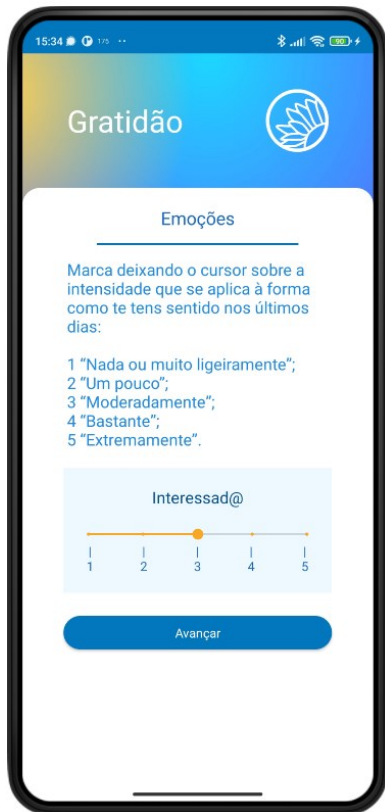 15:34
90
Gratidão
Emoções
Marca deixando o cursor sobre a
intensidade que se aplica à forma
como te tens sentido nos últimos
dias:
1 “Nada ou muito ligeiramente”;
2 “Um pouco”;
3 “Moderadamente”;
4 “Bastante”;
5 “Extremamente”.
Interessad@
1 2 3 4 5
Avançar